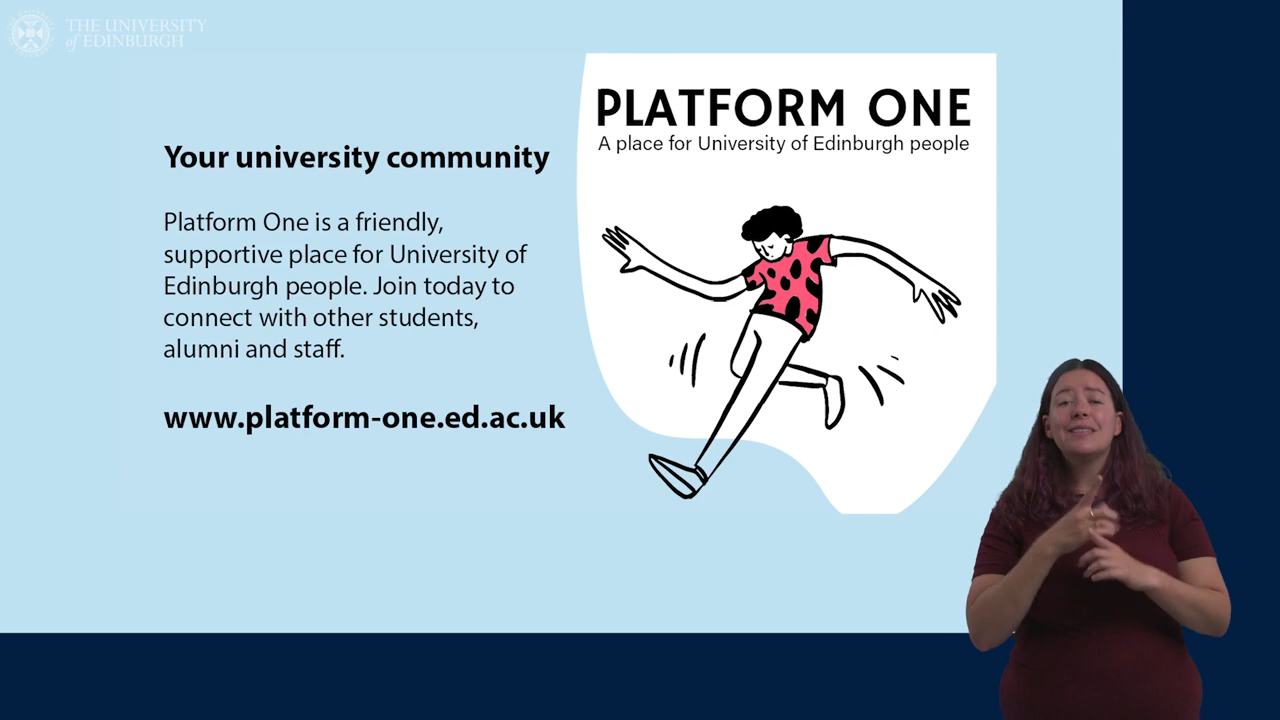 THE UNIVERSITY
of EDINBURGH
PLATFORM ONE
A place for University of Edinburgh people
Your university community
Platform One is a friendly,
supportive place for University of
Edinburgh people. Join today to
connect with other students,
alumni and staff.
www.platform-one.ed.ac.uk